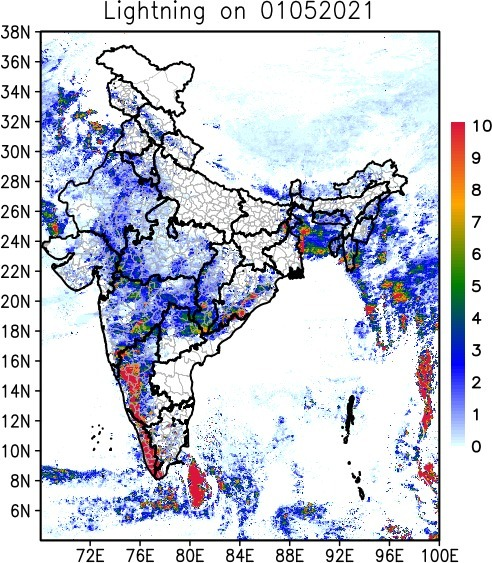 Lightning on 01052021
38N
36N
34N
32N
30N
28N
26N
24N
22N
20N
18N
16N
14N
12N
10N
8N
6N
72E 76E 80E 84E 88E 92E 96E 100E
10
9
8
7
6
5
4
3
2
1
0